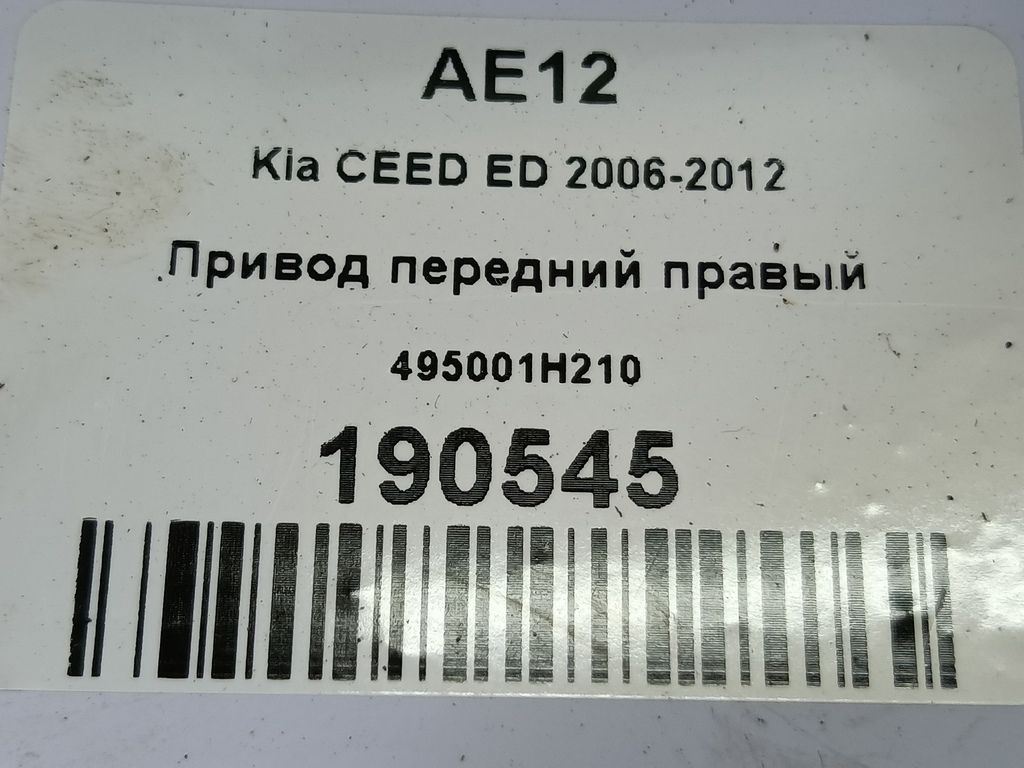 AE12
Kia CEED ED 2006-2012
Привод передний правый
495001H210
190545